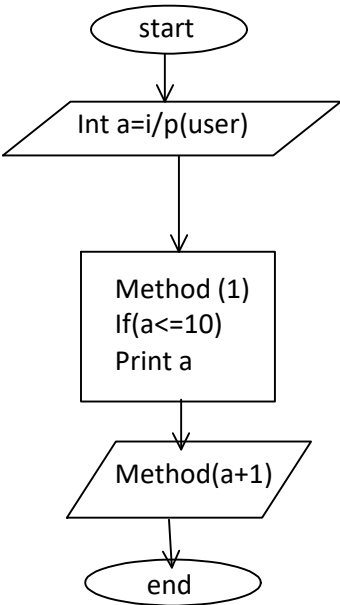 start
Int a=i/p(user)
Method (1)
If(a<=10)
Print a
Method(a+1)
end